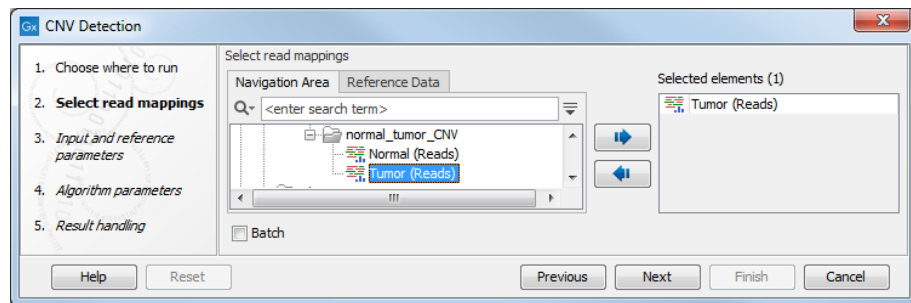 Gx CNV Detection
X
1. Choose where to run
2. Select read mappings
3. Input and reference
parameters
4. Algorithm parameters
5. Result handling
Select read mappings
Navigation Area Reference Data
<enter search term>
normal_tumor_CNV
Normal (Reads)
Tumor (Reads)
Batch
Selected elements (1)
Tumor (Reads)
Help Reset Previous Next Finish Cancel